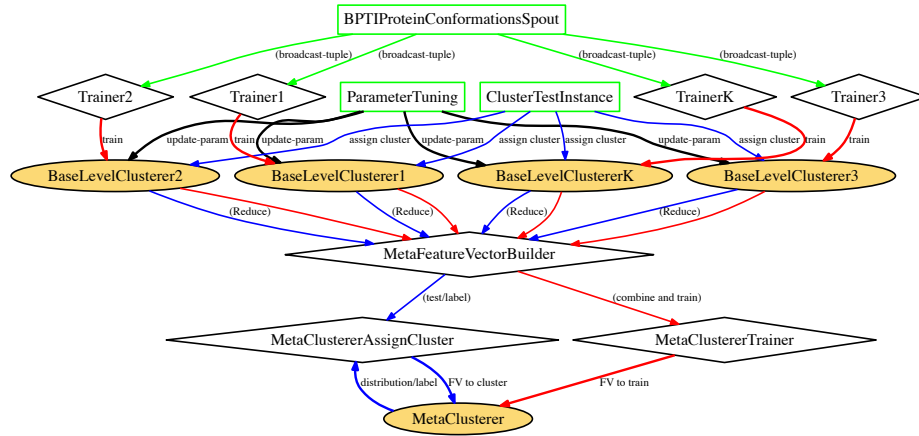 BPTIProteinConformationsSpout
(broadcast-tuple)
(broadcast-tuple)
(broadcast-tuple)
(broadcast-tuple)
Trainer2
Trainer1
ParameterTuning
ClusterTestInstance
TrainerK
Trainer3
train
update-param
train
update-param
assign cluster
update-param
assign cluster
assign cluster
update-param
assign cluster
train
train
BaseLevelClusterer2
BaseLevelClusterer1
BaseLevelClustererK
BaseLevelClusterer3
(Reduce)
(Reduce)
(Reduce)
(Reduce)
MetaFeatureVectorBuilder
(test/label)
(combine and train)
MetaClustererAssignCluster
MetaClustererTrainer
distribution/label
FV to cluster
FV to train
MetaClusterer